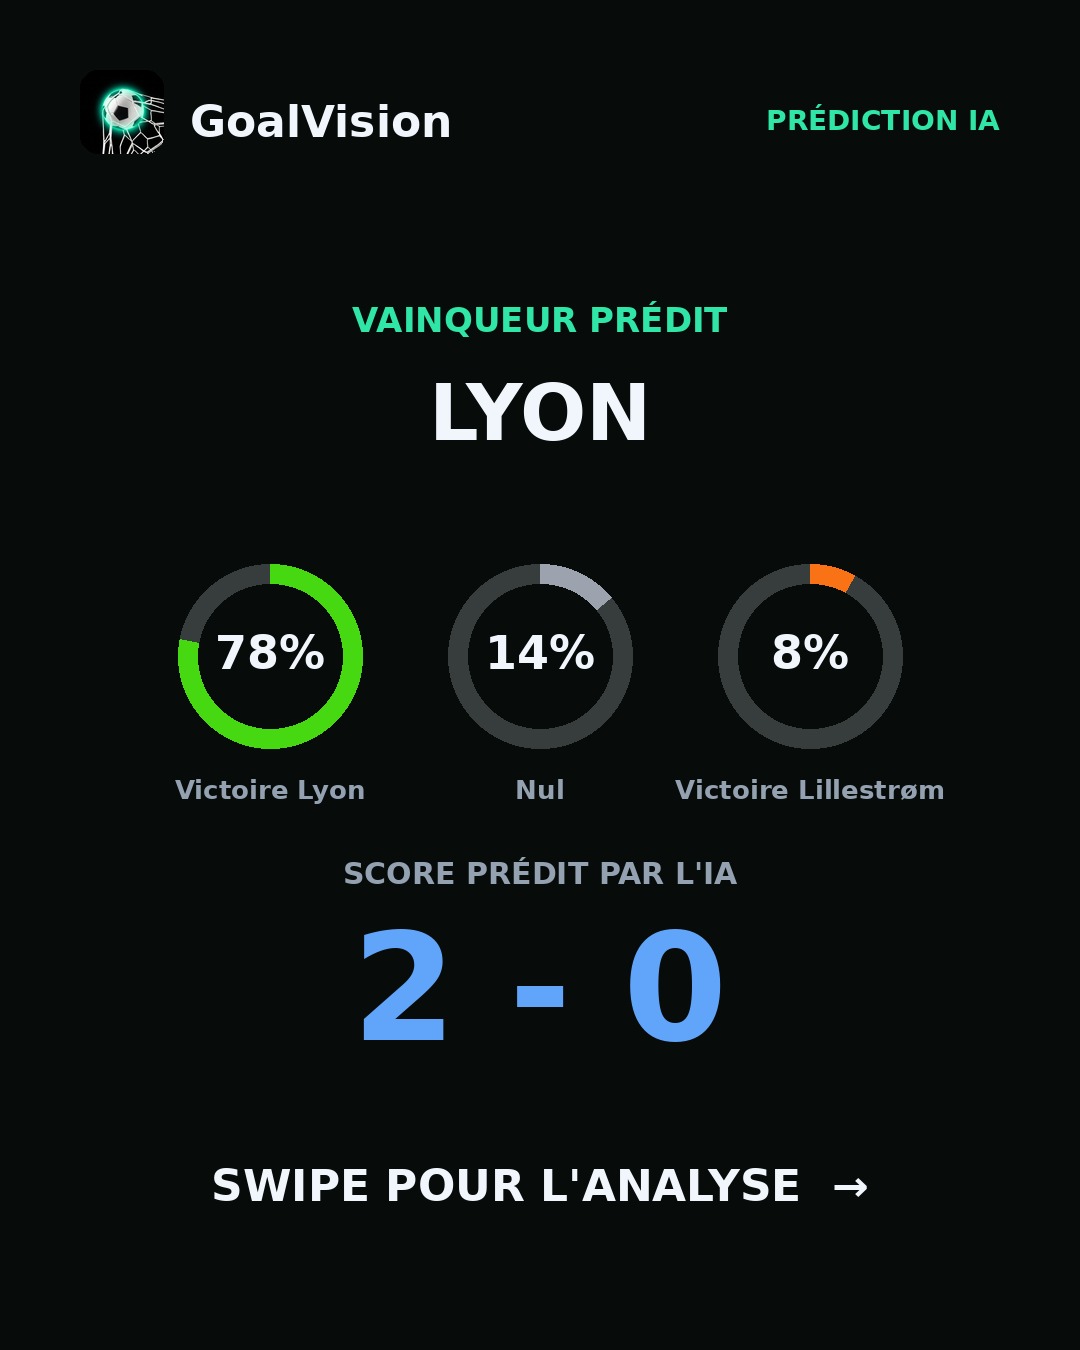 GoalVision
PRÉDICTION IA
VAINQUEUR PRÉDIT
LYON
78%
14%
8%
Victoire Lyon
Nul
Victoire Lillestrøm
SCORE PRÉDIT PAR L'IA
2 - 0
SWIPE POUR L'ANALYSE →